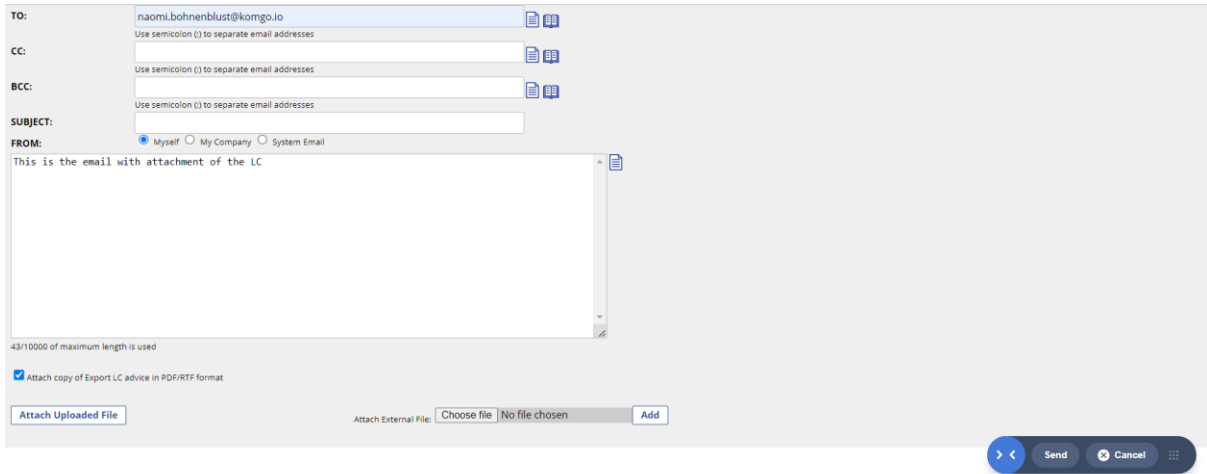 TO: naomi.bohnenblust@komgo.io
Use semicolon (;) to separate email addresses
CC:
Use semicolon (;) to separate email addresses
BCC:
Use semicolon (;) to separate email addresses
SUBJECT:
FROM: Myself My Company System Email
This is the email with attachment of the LC
43/10000 of maximum length is used
Attach copy of Export LC advice in PDF/RTF format
Attach Uploaded File Attach External File: Choose file No file chosen Add
Send Cancel